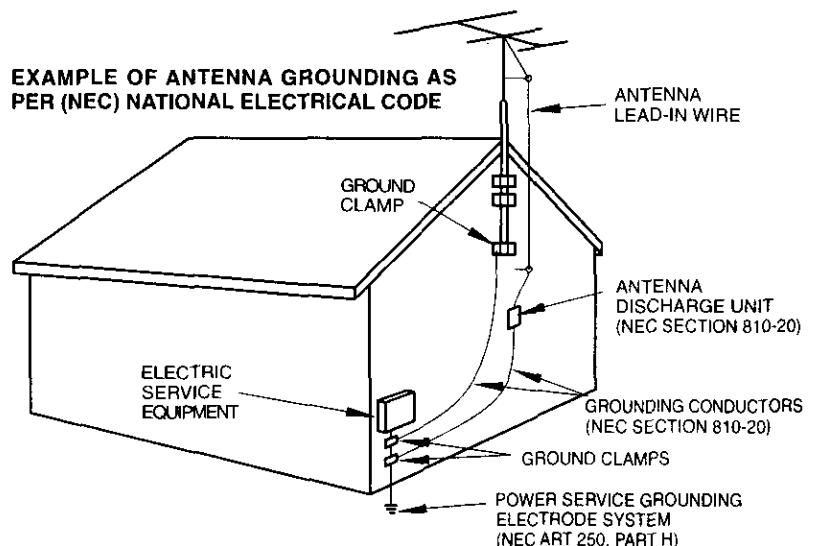 EXAMPLE OF ANTENNA GROUNDING AS
PER (NEC) NATIONAL ELECTRICAL CODE
ANTENNA
LEAD-IN WIRE
GROUND
CLAMP
ANTENNA
DISCHARGE UNIT
(NEC SECTION 810-20)
ELECTRIC
SERVICE
EQUIPMENT
GROUNDING CONDUCTORS
(NEC SECTION 810-20)
GROUND CLAMPS
POWER SERVICE GROUNDING
ELECTRODE SYSTEM
(NEC ART 250, PART H)